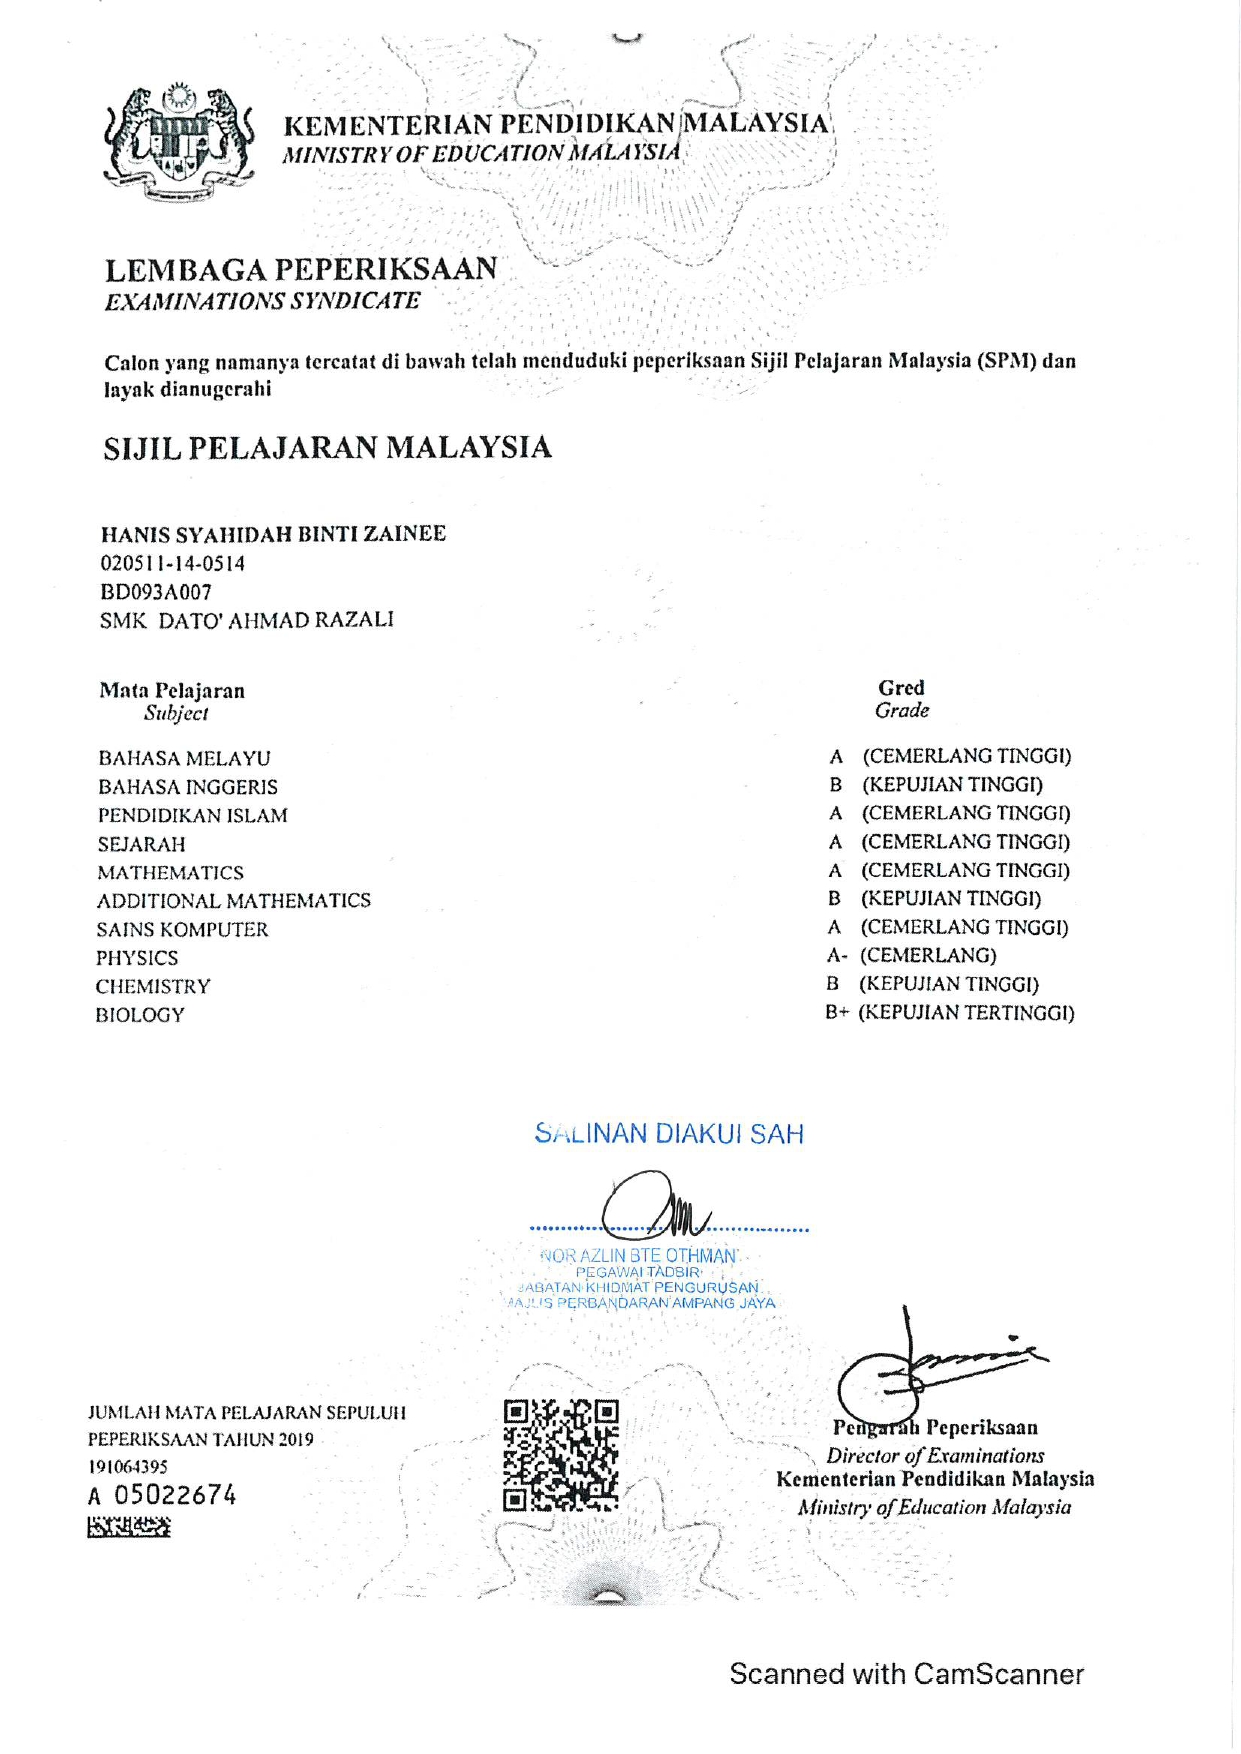 KEMENTERIAN PENDIDIKAN MALAYSIA
MINISTRY OF EDUCATION MALAYSIA
LEMBAGA PEPERIKSAAN
EXAMINATIONS SYNDICATE
Calon yang namanya tercatat di bawah telah menduduki peperiksaan Sijil Pelajaran Malaysia (SPM) dan
layak dianugerahi
SIJIL PELAJARAN MALAYSIA
HANIS SYAHIDAH BINTI ZAINEE
020511-14-0514
BD093A007
SMK DATO' AHMAD RAZALI
Mata Pelajaran Gred
Subject Grade
BAHASA MELAYU A (CEMERLANG TINGGI)
BAHASA INGGERIS B (KEPUJIAN TINGGI)
PENDIDIKAN ISLAM A (CEMERLANG TINGGI)
SEJARAH A (CEMERLANG TINGGI)
MATHEMATICS A (CEMERLANG TINGGI)
ADDITIONAL MATHEMATICS B (KEPUJIAN TINGGI)
SAINS KOMPUTER A (CEMERLANG TINGGI)
PHYSICS A- (CEMERLANG)
CHEMISTRY B (KEPUJIAN TINGGI)
BIOLOGY B+ (KEPUJIAN TERTINGGI)
SALINAN DIAKUI SAH
NOR AZLIN BTE OTHMAN
PEGAWAI TADBIR
JABATAN KHIDMAT PENGURUSAN
MAJLIS PERBANDARAN AMPANG JAYA
JUMLAH MATA PELAJARAN SEPULUH
PEPERIKSAAN TAHUN 2019
191064395
A 05022674
Pengarah Peperiksaan
Director of Examinations
Kementerian Pendidikan Malaysia
Ministry of Education Malaysia
Scanned with CamScanner